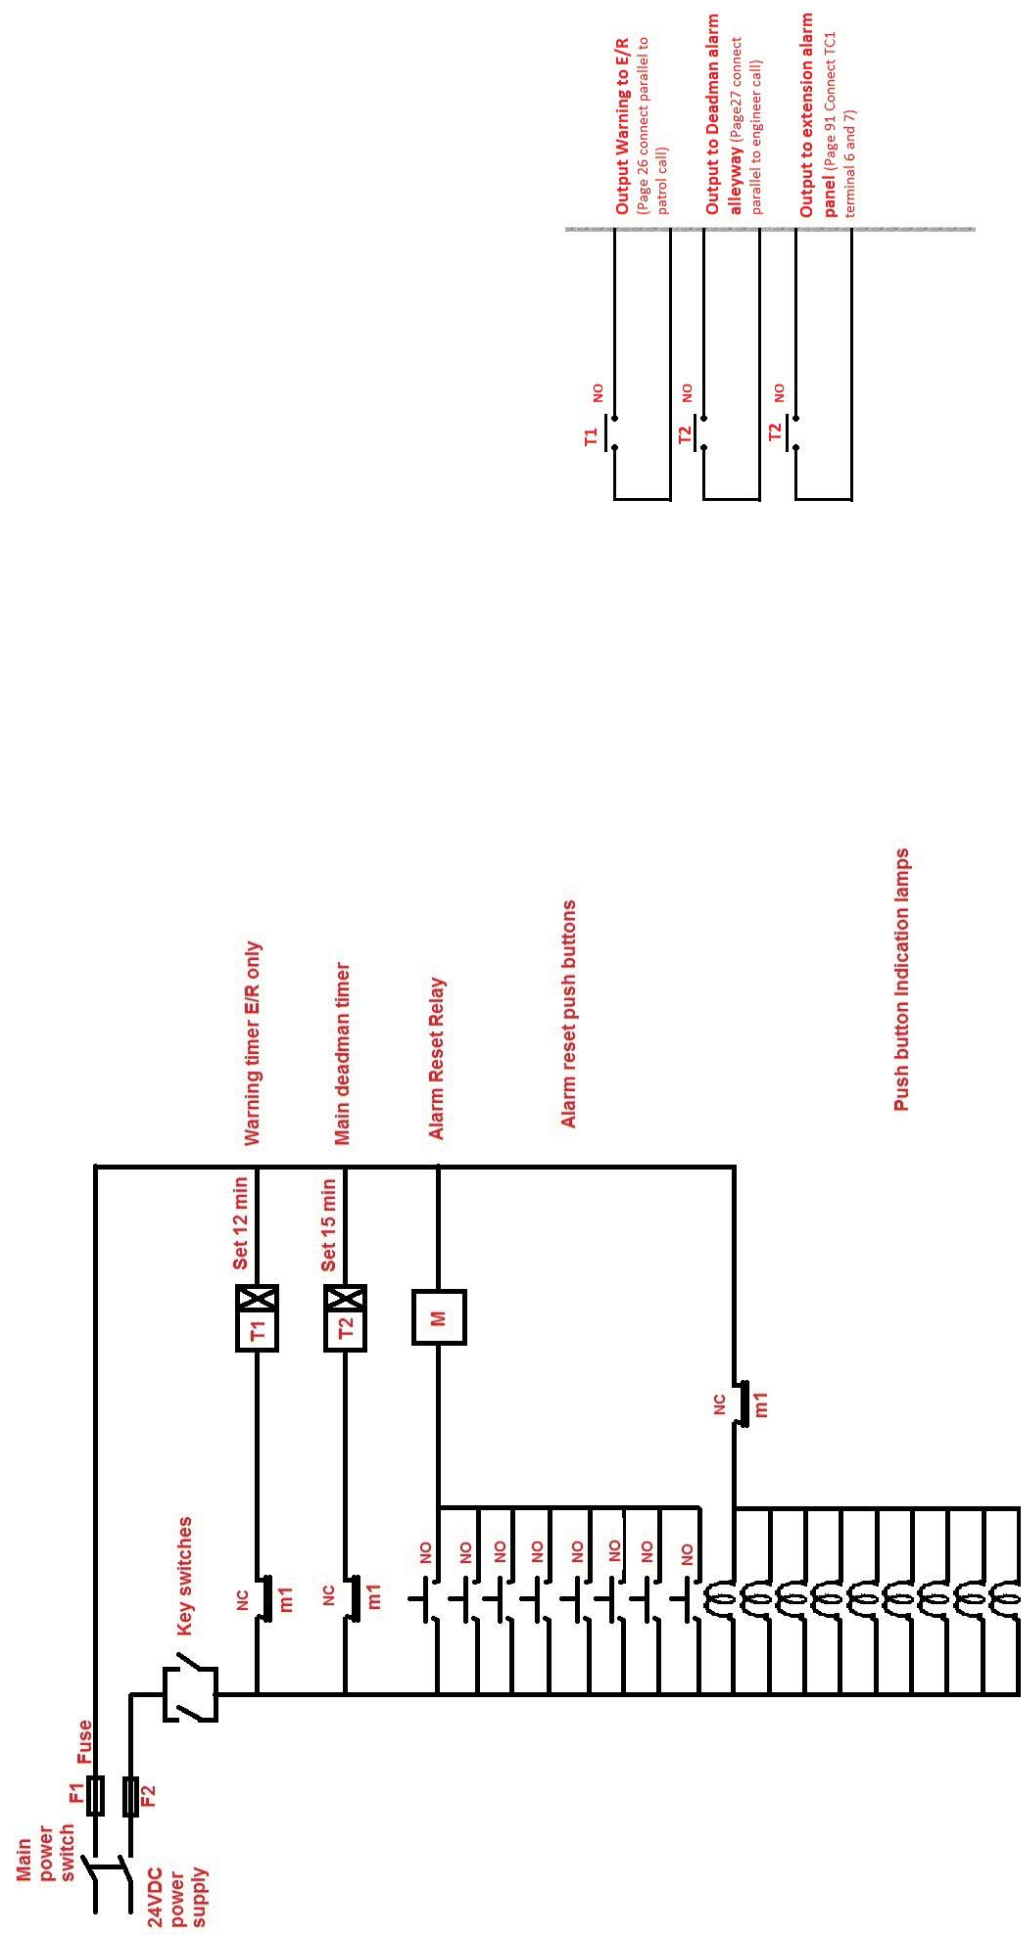 Main
power
switch
F1
Fuse
24VDC
power
supply
F2
Key switches
NC
m1
T1
Set 12 min
Warning timer E/R only
NC
m1
T2
Set 15 min
Main deadman timer
M
Alarm Reset Relay
NO
NO
NO
NO
NO
NO
NO
NO
Alarm reset push buttons
NC
m1
Push button Indication lamps
T1
NO
Output Warning to E/R
(Page 26 connect parallel to
patrol call)
T2
NO
Output to Deadman alarm
alleyway (Page27 connect
parallel to engineer call)
T2
NO
Output to extension alarm
panel (Page 91 Connect TC1
terminal 6 and 7)